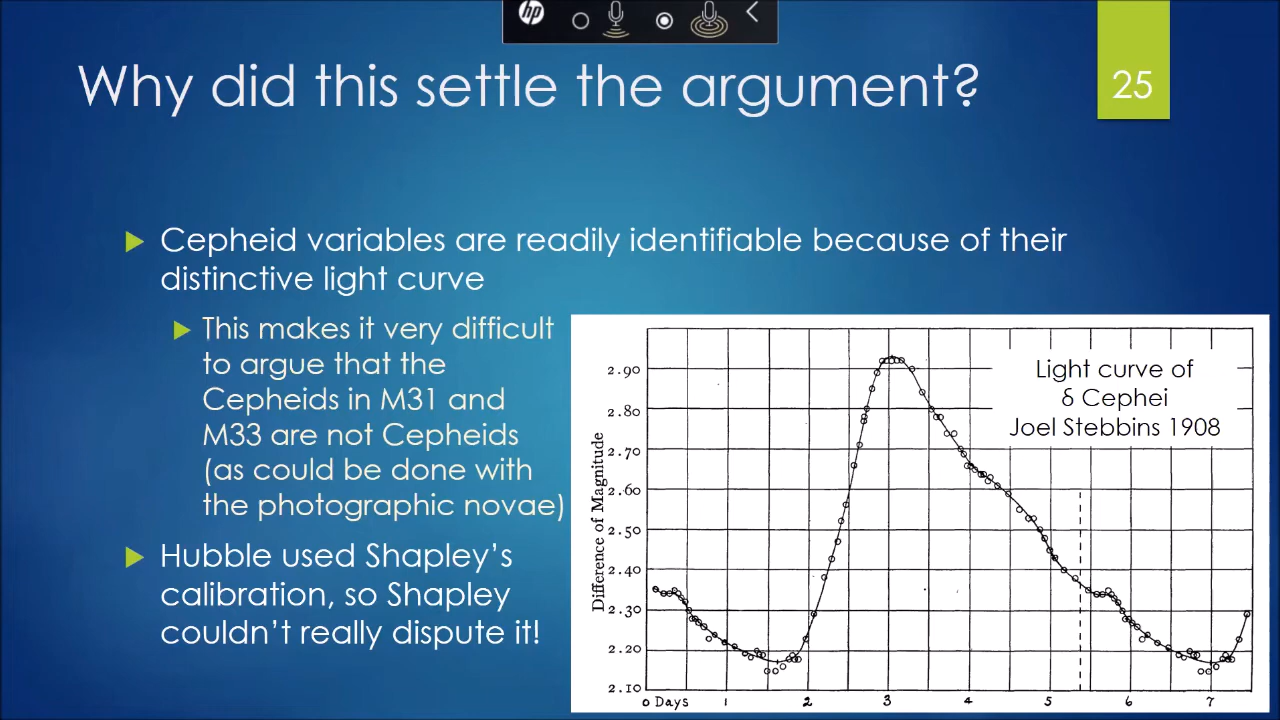 hp
Why did this settle the argument?
25
Cepheid variables are readily identifiable because of their
distinctive light curve
This makes it very difficult
to argue that the
Cepheids in M31 and
M33 are not Cepheids
(as could be done with
the photographic novae)
Hubble used Shapley’s
calibration, so Shapley
couldn’t really dispute it!
Light curve of
δ Cephei
Joel Stebbins 1908
Difference of Magnitude
2.90
2.80
2.70
2.60
2.50
2.40
2.30
2.20
2.10
0 Days 1 2 3 4 5 6 7